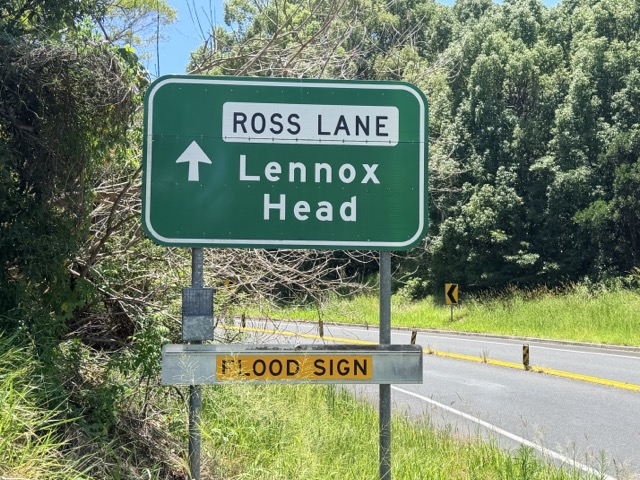 ROSS LANE
Lennox
Head
FLOOD SIGN